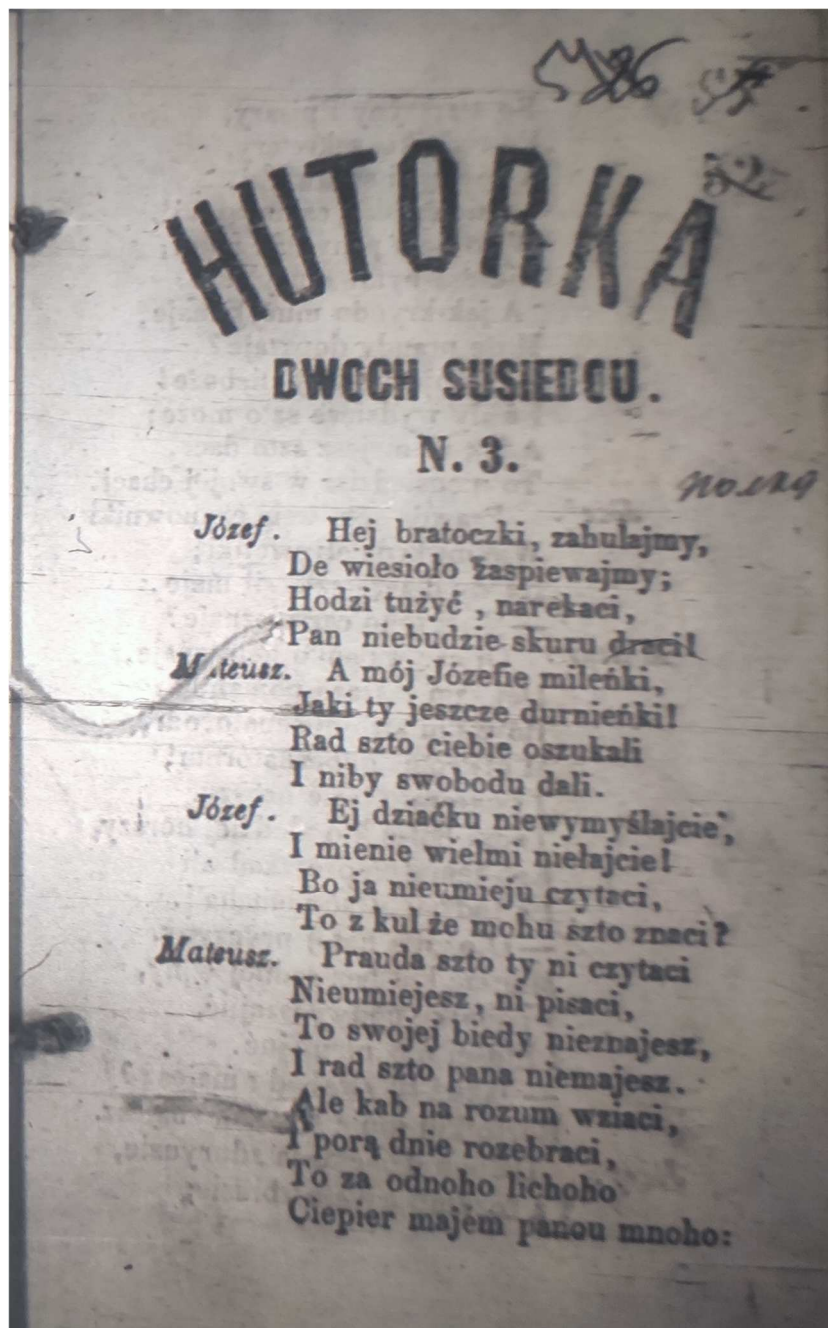 HUTORKA
DWOCH SUSIEDOU.
N. 3.
Józef. Hej bratoczki, zahulajmy,
De wiesioło zaspiewajmy;
Hodzi tużyć, narekaci,
Pan niebudzie skuru draci!
Mateusz. A mój Józefie mileńki,
Jaki ty jeszcze durnieńki!
Rad szto ciebie oszukali
I niby swobodu dali.
Józef. Ej dziaćku niewymyślajcie,
I mienie wielmi niełajcie!
Bo ja nieumieju czytaci,
To z kul że mohu szto znaci?
Mateusz. Prauda szto ty ni czytaci
Nieumiejesz, ni pisaci,
To swojej biedy nieznajesz,
I rad szto pana niemajesz.
Ale kab na rozum wziaci,
I porą dnie rozebraci,
To za odnoho lichoho
Ciepier majem panou mnoho: